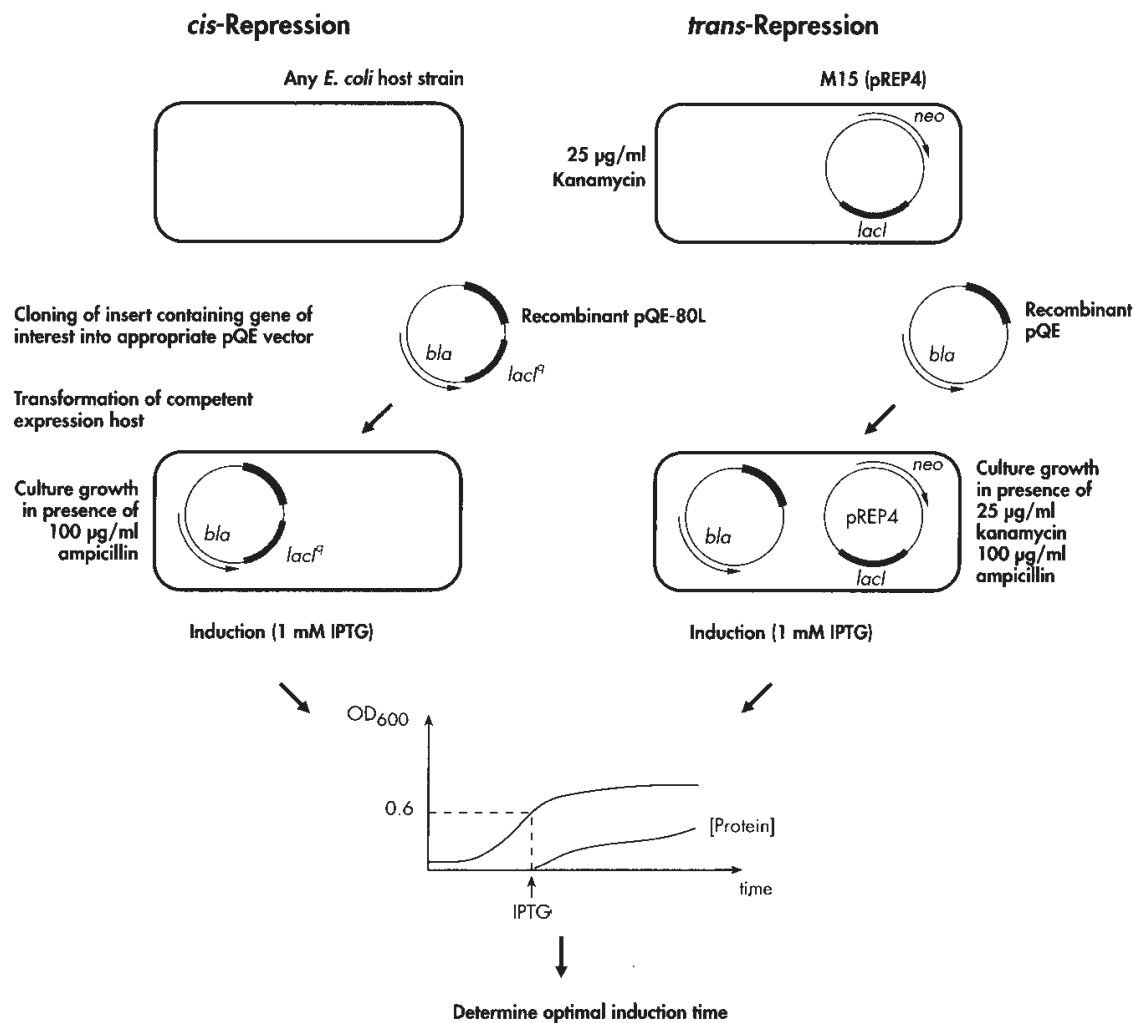 cis-Repression
trans-Repression
Any E. coli host strain
M15 (pREP4)
25 µg/ml
Kanamycin
neo
lacI
Cloning of insert containing gene of
interest into appropriate pQE vector
bla
lacIq
Recombinant pQE-80L
bla
Recombinant
pQE
Transformation of competent
expression host
Culture growth
in presence of
100 µg/ml
ampicillin
bla
lacIq
bla
neo
pREP4
lacI
Culture growth
in presence of
25 µg/ml
kanamycin
100 µg/ml
ampicillin
Induction (1 mM IPTG)
Induction (1 mM IPTG)
OD600
0.6
[Protein]
time
IPTG
Determine optimal induction time